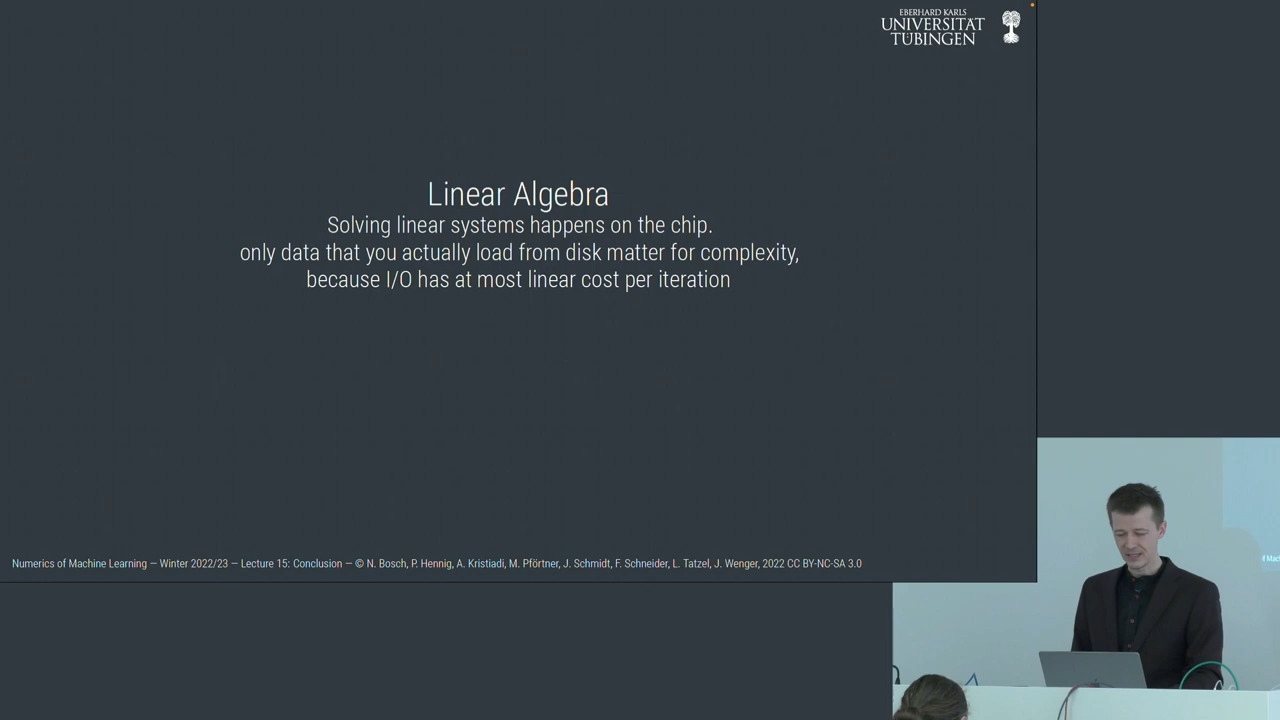 EBERHARD KARLS
UNIVERSITÄT
TÜBINGEN
Linear Algebra
Solving linear systems happens on the chip.
only data that you actually load from disk matter for complexity,
because I/O has at most linear cost per iteration
Numerics of Machine Learning — Winter 2022/23 — Lecture 15: Conclusion — © N. Bosch, P. Hennig, A. Kristiadi, M. Pförtner, J. Schmidt, F. Schneider, L. Tatzel, J. Wenger, 2022 CC BY-NC-SA 3.0